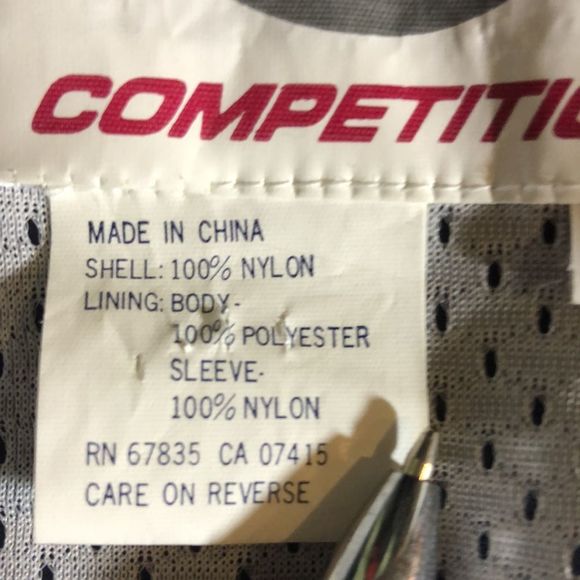 COMPETITI
MADE IN CHINA
SHELL: 100% NYLON
LINING: BODY-
100% POLYESTER
SLEEVE-
100% NYLON
RN 67835 CA 07415
CARE ON REVERSE